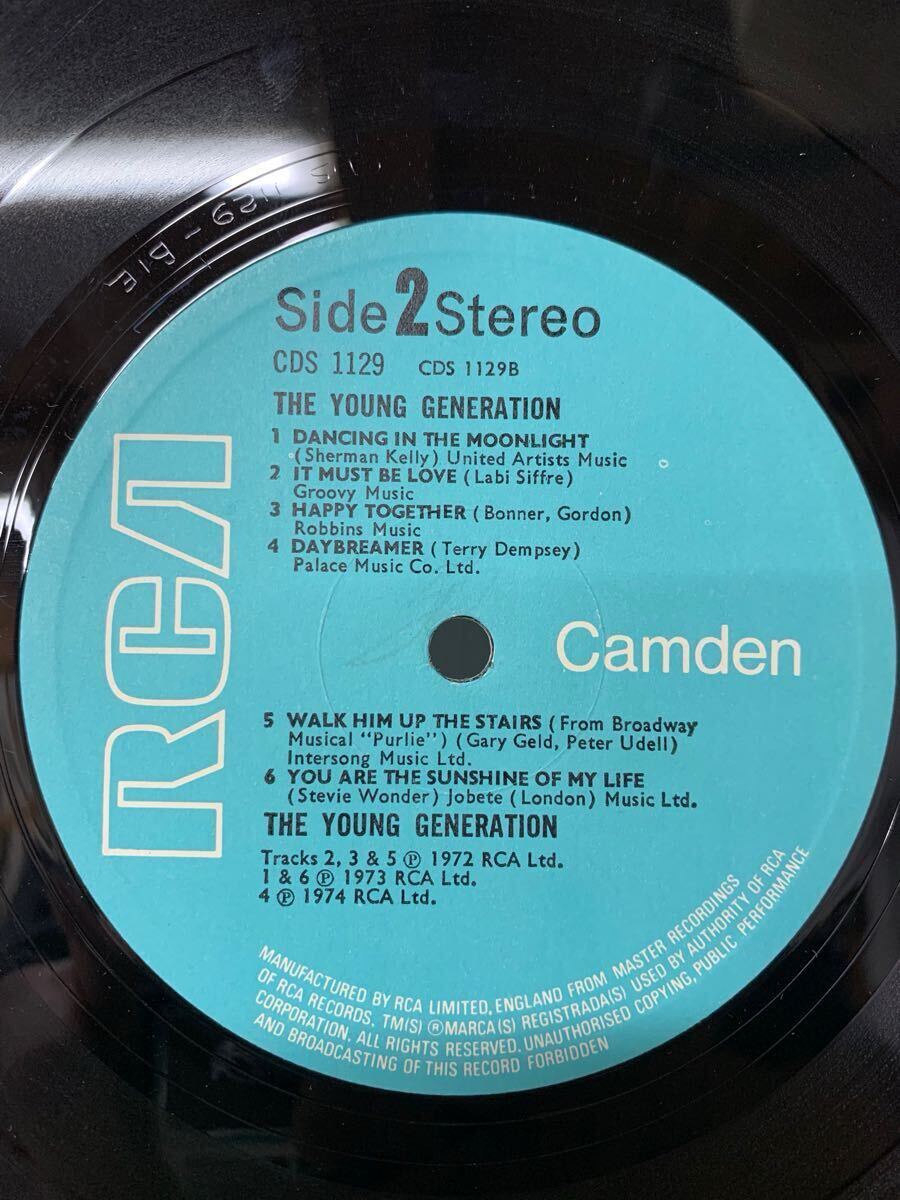 29 - B1E
Side 2 Stereo
CDS 1129 CDS 1129B
THE YOUNG GENERATION
1 DANCING IN THE MOONLIGHT
(Sherman Kelly) United Artists Music
2 IT MUST BE LOVE (Labi Siffre)
Groovy Music
3 HAPPY TOGETHER (Bonner, Gordon)
Robbins Music
4 DAYBREAMER (Terry Dempsey)
Palace Music Co. Ltd.
RCA
Camden
5 WALK HIM UP THE STAIRS (From Broadway
Musical "Purlie") (Gary Geld, Peter Udell)
Intersong Music Ltd.
6 YOU ARE THE SUNSHINE OF MY LIFE
(Stevie Wonder) Jobete (London) Music Ltd.
THE YOUNG GENERATION
Tracks 2, 3 & 5 ℗ 1972 RCA Ltd.
1 & 6 ℗ 1973 RCA Ltd.
4 ℗ 1974 RCA Ltd.
MANUFACTURED BY RCA LIMITED, ENGLAND FROM MASTER RECORDINGS
OF RCA RECORDS, TM(S) ® MARCA(S) REGISTRADA(S) USED BY AUTHORITY OF RCA
CORPORATION, ALL RIGHTS RESERVED. UNAUTHORISED COPYING, PUBLIC PERFORMANCE
AND BROADCASTING OF THIS RECORD FORBIDDEN